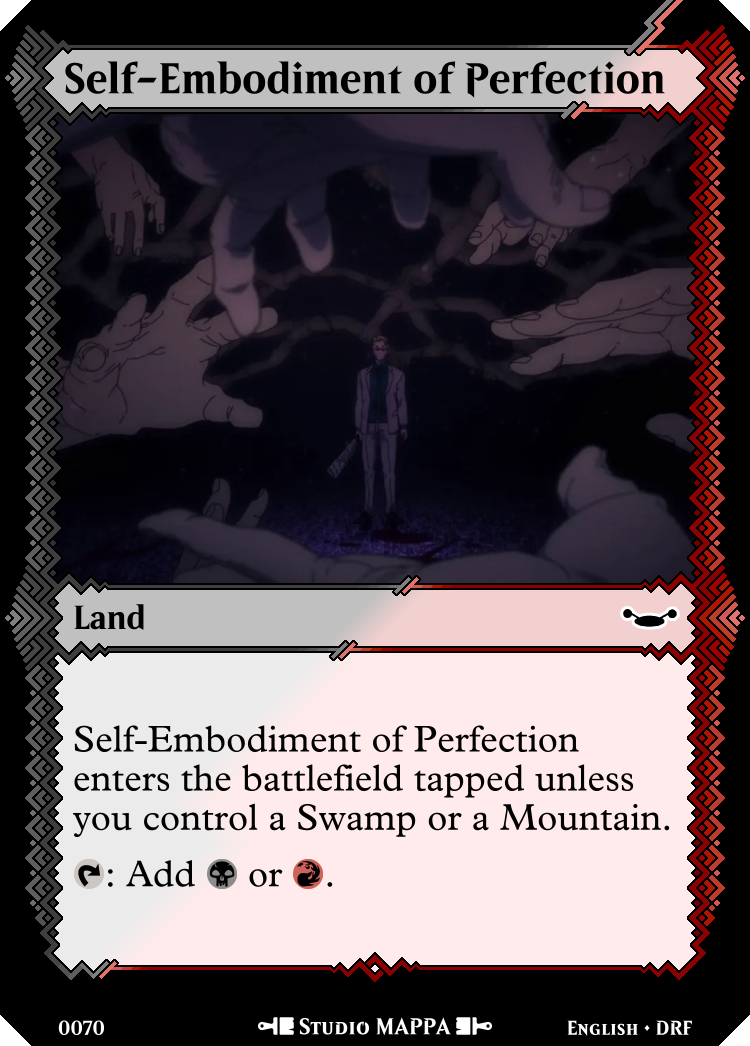 Self-Embodiment of Perfection
Land
Self-Embodiment of Perfection
enters the battlefield tapped unless
you control a Swamp or a Mountain.
: Add or .
0070
Studio MAPPA
English • DRF